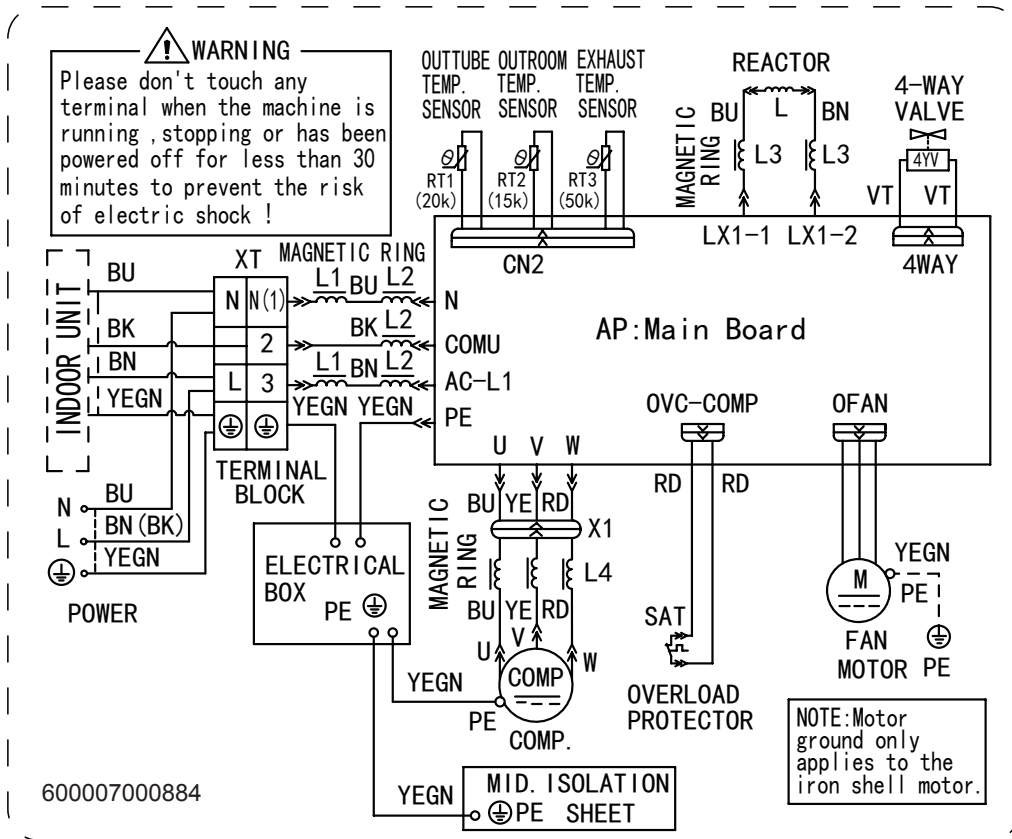 WARNING
Please don't touch any
terminal when the machine is
running ,stopping or has been
powered off for less than 30
minutes to prevent the risk
of electric shock !
OUTTUBE OUTROOM EXHAUST
TEMP. TEMP. TEMP.
SENSOR SENSOR SENSOR
RT1 RT2 RT3
(20k) (15k) (50k)
CN2
REACTOR
BU L BN
MAGNETIC
RING
L3 L3
LX1-1 LX1-2
4-WAY
VALVE
4YV
VT VT
4WAY
AP:Main Board
INDOOR UNIT
BU
BK
BN
YEGN
XT
N N(1)
2
L 3
TERMINAL
BLOCK
MAGNETIC RING
L1 BU L2
BK L2
L1 BN L2
YEGN YEGN
N
COMU
AC-L1
PE
N BU
L BN(BK)
YEGN
POWER
ELECTRICAL
BOX
PE
U V W
BU YE RD
X1
MAGNETIC
RING
L4
BU YE RD
U V W
COMP
COMP.
YEGN
PE
YEGN
MID. ISOLATION
PE SHEET
OVC-COMP
RD RD
SAT
OVERLOAD
PROTECTOR
OFAN
M
YEGN
PE
FAN
MOTOR PE
NOTE:Motor
ground only
applies to the
iron shell motor.
600007000884